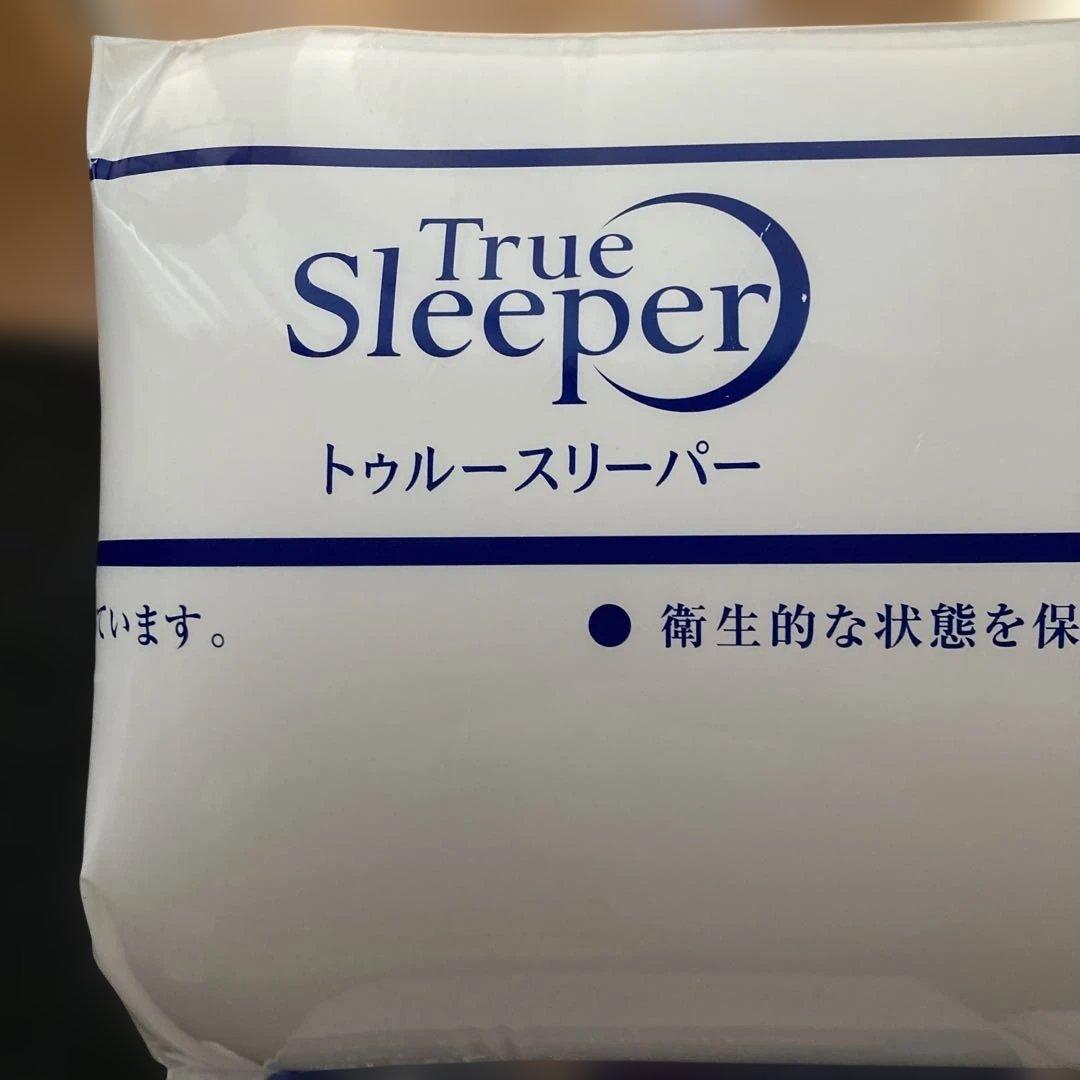 True
Sleeper
トゥルースリーパー
ています。
● 衛生的な状態を保